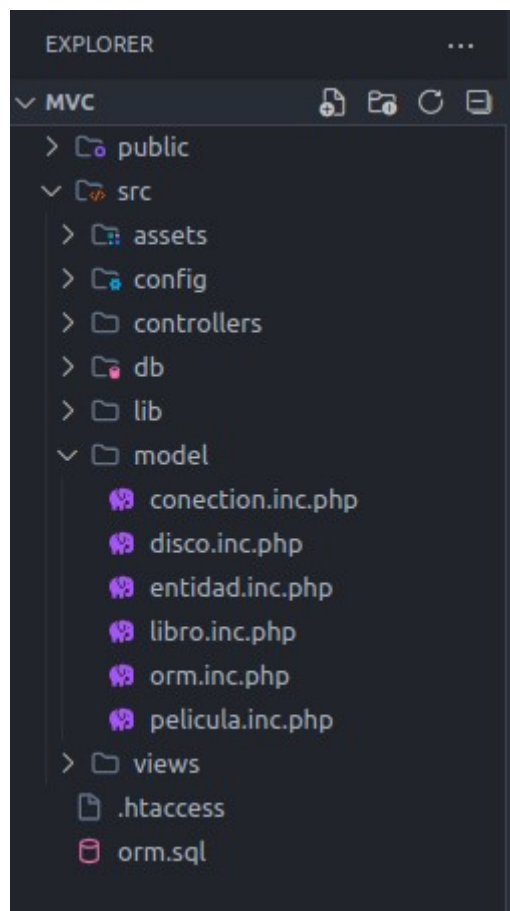 EXPLORER ...
MVC
public
src
assets
config
controllers
db
lib
model
conection.inc.php
disco.inc.php
entidad.inc.php
libro.inc.php
orm.inc.php
pelicula.inc.php
views
.htaccess
orm.sql